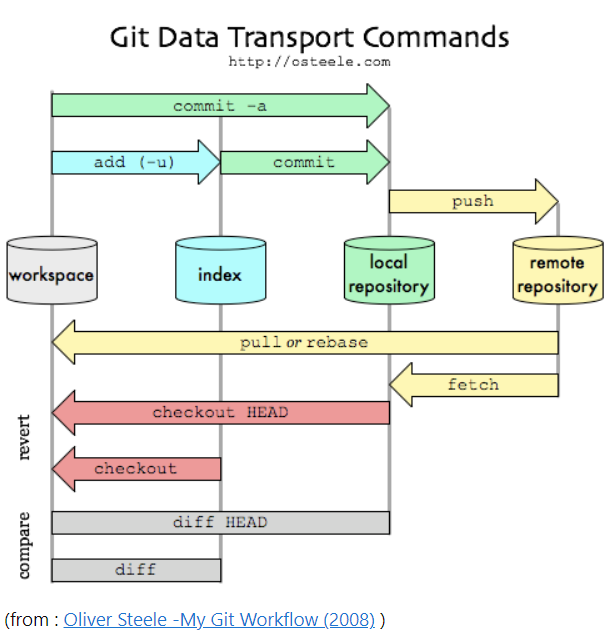 Git Data Transport Commands
http://osteele.com
commit -a
add (-u)
commit
push
workspace
index
local
repository
remote
repository
pull or rebase
fetch
revert
checkout HEAD
checkout
compare
diff HEAD
diff
(from : Oliver Steele -My Git Workflow (2008) )